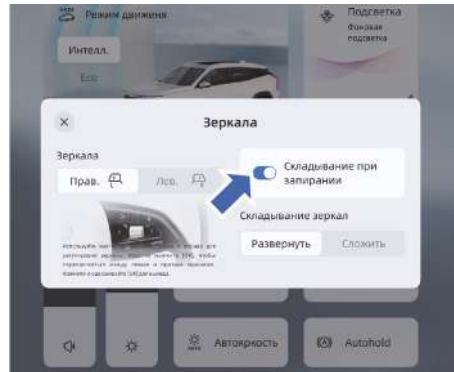 Режим движения
Подсветка
Фоновая
подсветка
Интелл.
Eco
Зеркала
Зеркала
Прав.
Лев.
Складывание при
запирании
Складывание зеркал
Развернуть
Сложить
Автояркость
Autohold